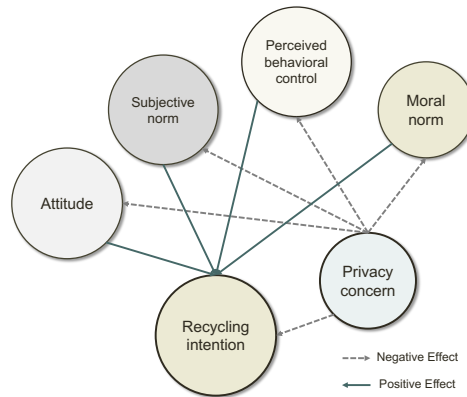 Perceived
behavioral
control
Subjective
norm
Moral
norm
Attitude
Privacy
concern
Recycling
intention
Negative Effect
Positive Effect